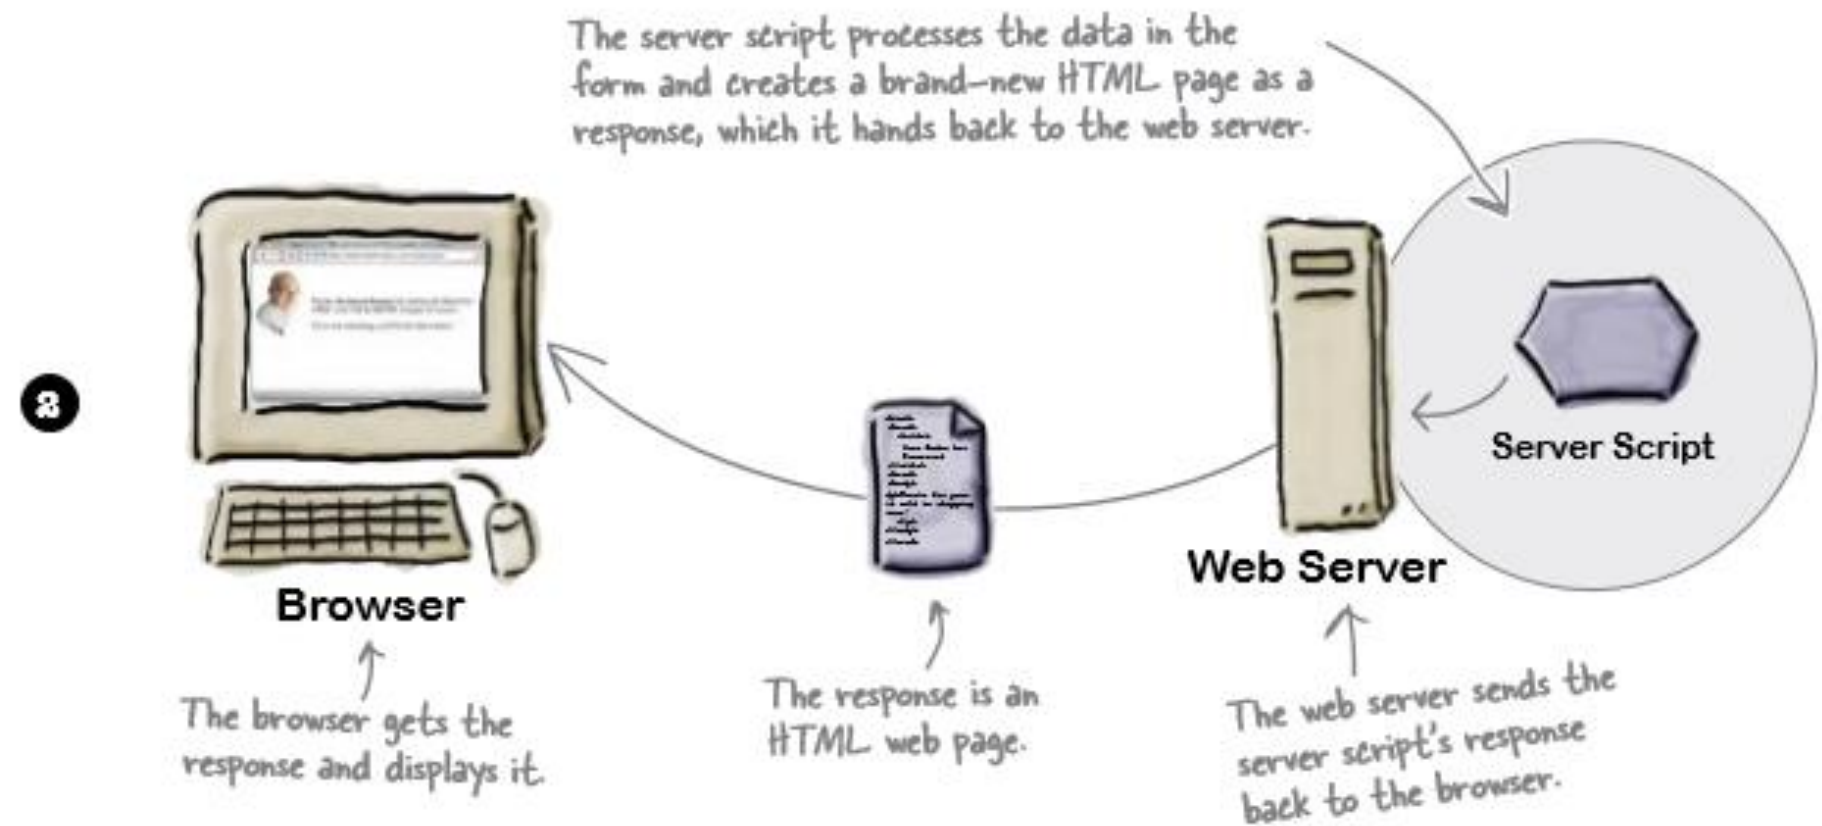 The server script processes the data in the
form and creates a brand-new HTML page as a
response, which it hands back to the web server.
2
Server Script
Web Server
Browser
The browser gets the
response and displays it.
The response is an
HTML web page.
The web server sends the
server script's response
back to the browser.